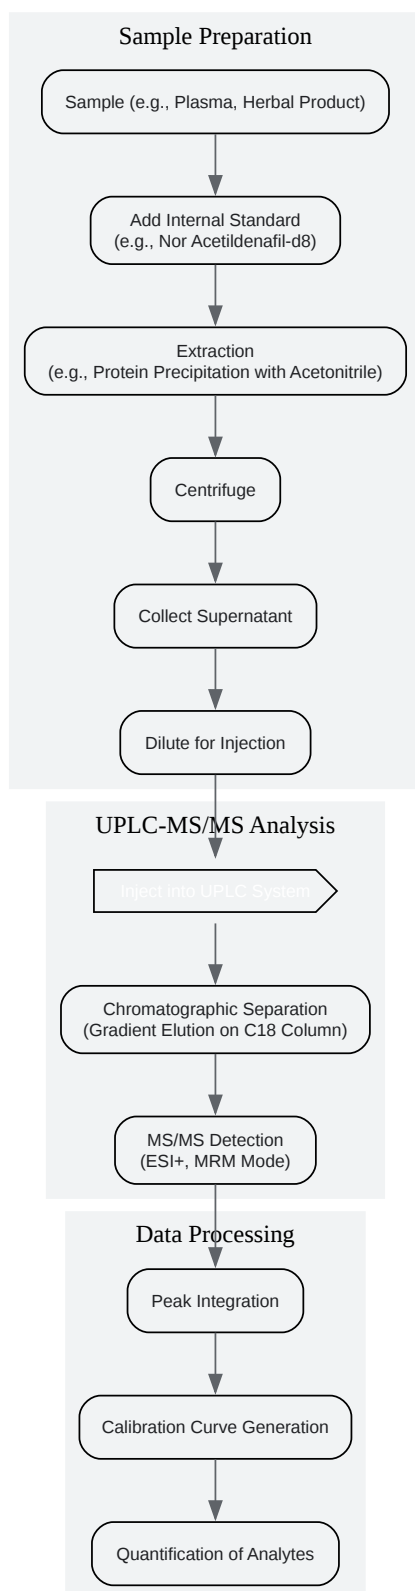 Sample Preparation
Sample (e.g., Plasma, Herbal Product)
Add Internal Standard
(e.g., Nor Acetildenafil-d8)
Extraction
(e.g., Protein Precipitation with Acetonitrile)
Centrifuge
Collect Supernatant
Dilute for Injection
UPLC-MS/MS Analysis
Inject into UPLC System
Chromatographic Separation
(Gradient Elution on C18 Column)
MS/MS Detection
(ESI+, MRM Mode)
Data Processing
Peak Integration
Calibration Curve Generation
Quantification of Analytes